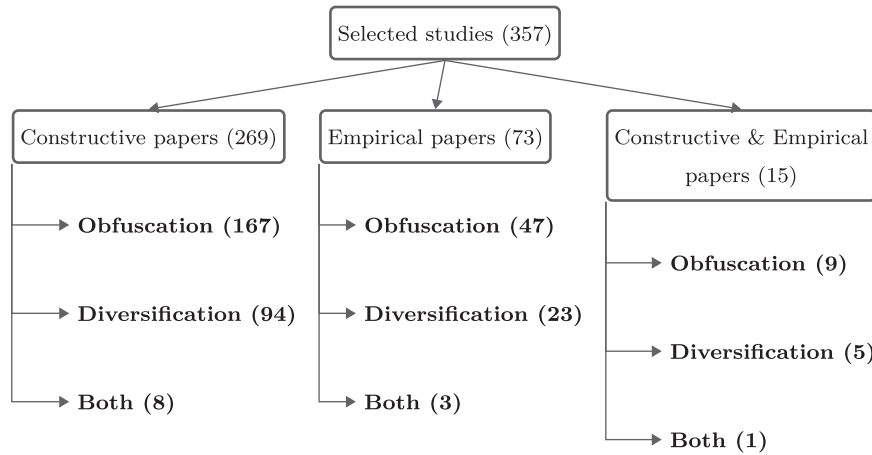 Selected studies (357)
Constructive papers (269)
Obfuscation (167)
Diversification (94)
Both (8)
Empirical papers (73)
Obfuscation (47)
Diversification (23)
Both (3)
Constructive & Empirical
papers (15)
Obfuscation (9)
Diversification (5)
Both (1)